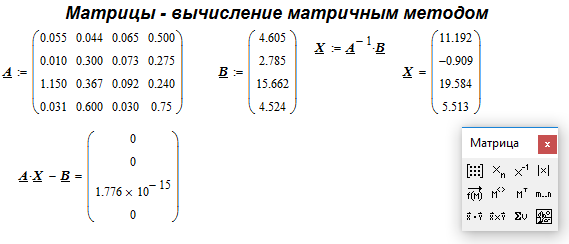 Матрицы - вычисление матричным методом
A := (0.055 0.044 0.065 0.500
0.010 0.300 0.073 0.275
1.150 0.367 0.092 0.240
0.031 0.600 0.030 0.75)
B := (4.605
2.785
15.662
4.524)
X := A⁻¹·B
X = (11.192
−0.909
19.584
5.513)
A·X − B = (0
0
1.776 × 10⁻¹⁵
0)
Матрица x
[:::] Xn X⁻¹ |X|
f(M) M<> Mᵀ m..n
Συ